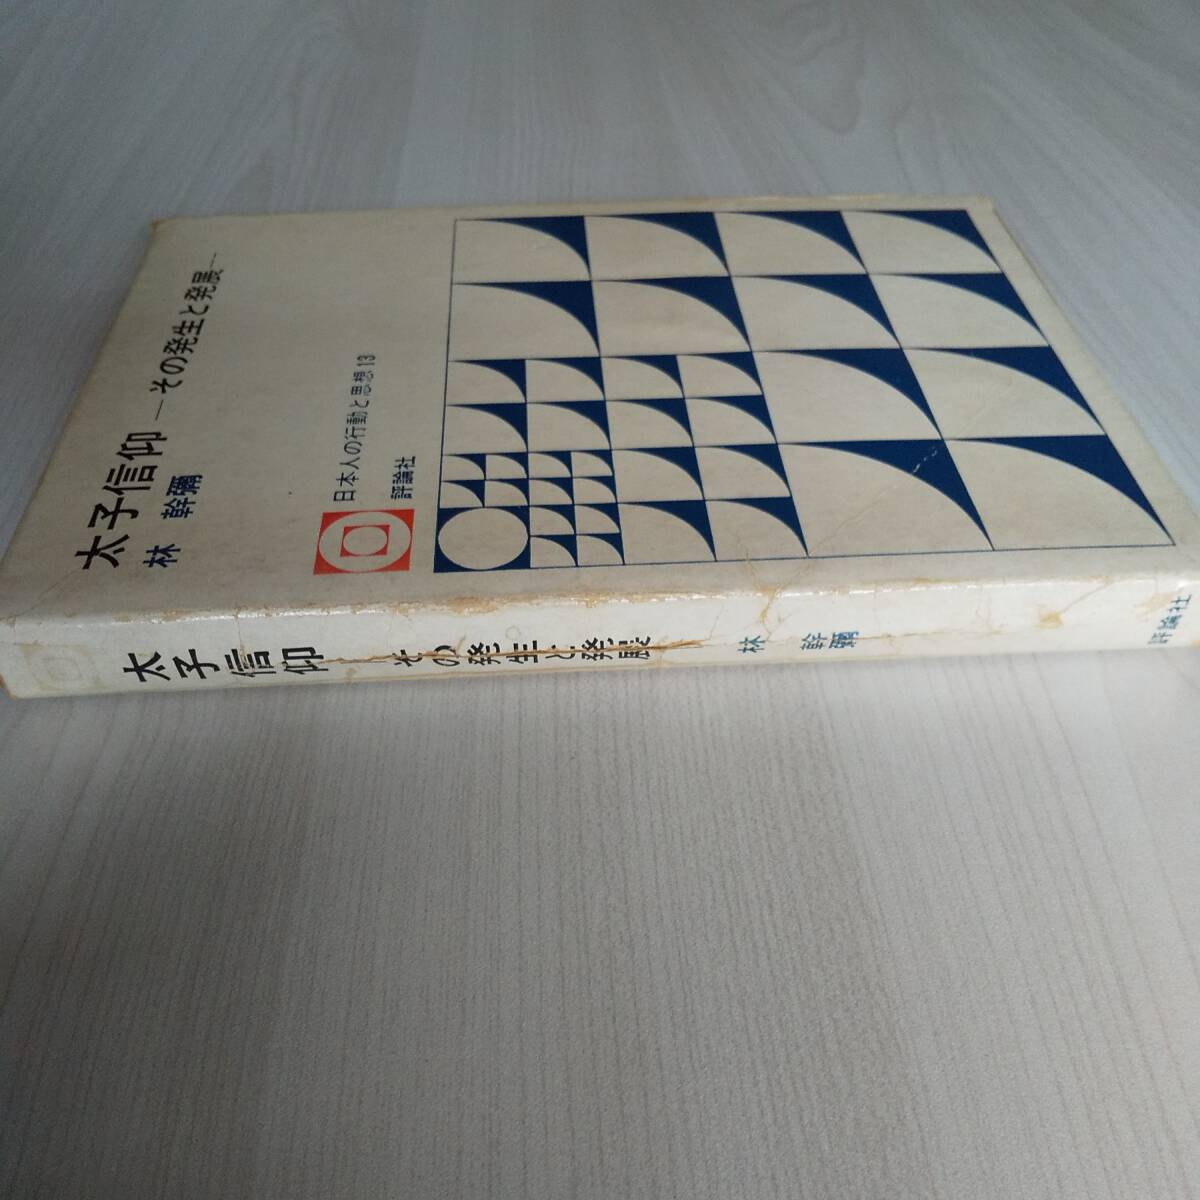 太子信仰 ―その発生と発展―
林 幹彌
日本人の行動と思想13
評論社
太子信仰 ―その発生と発展 林 幹彌 評論社